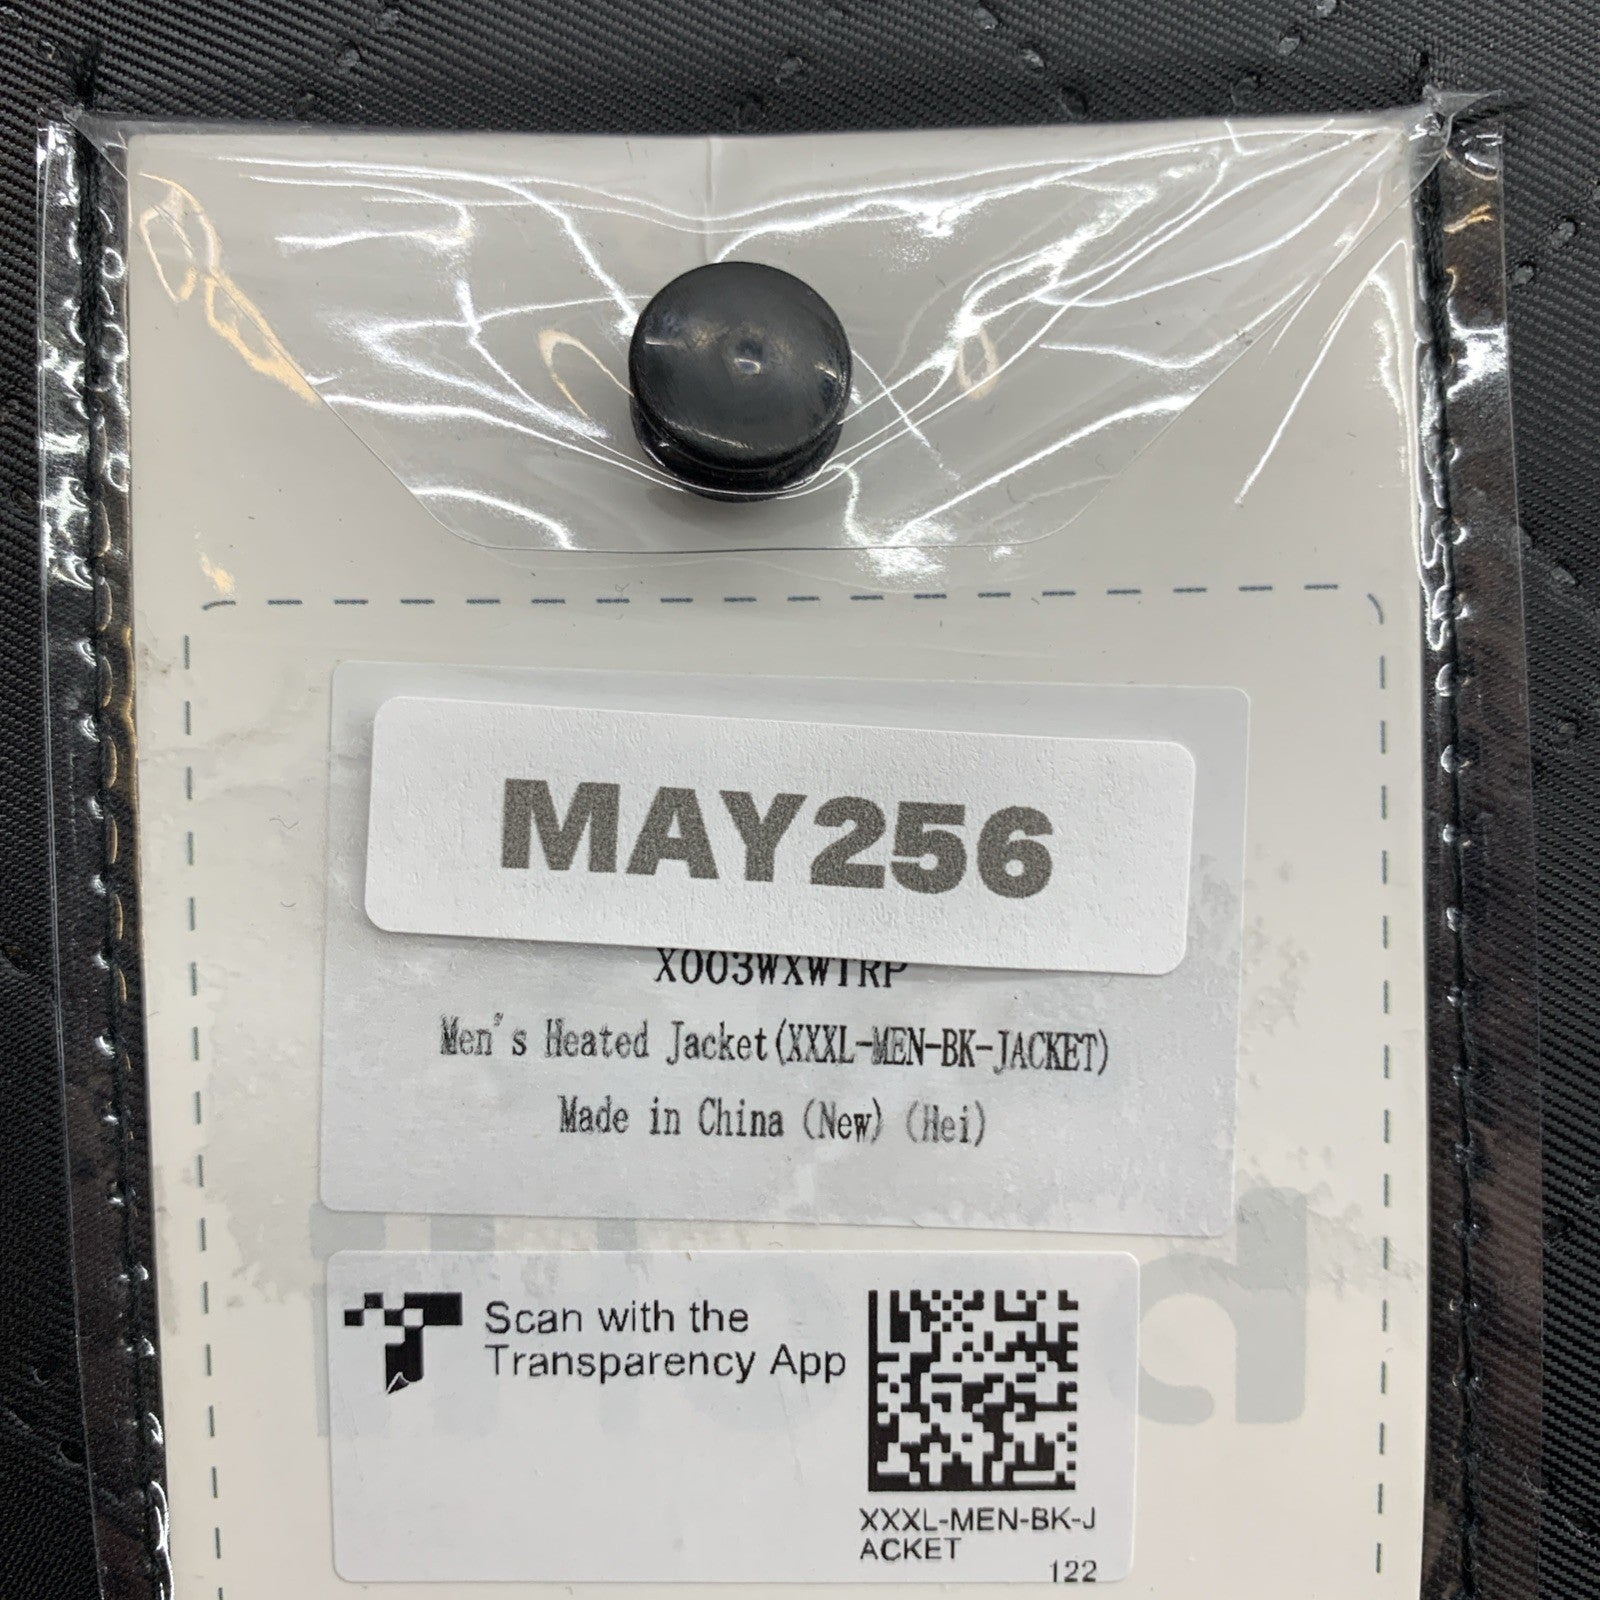 MAY256
X003WXWTRP
Men's Heated Jacket(XXXL-MEN-BK-JACKET)
Made in China (New) (Hei)
Scan with the
Transparency App
XXXL-MEN-BK-J
ACKET
122